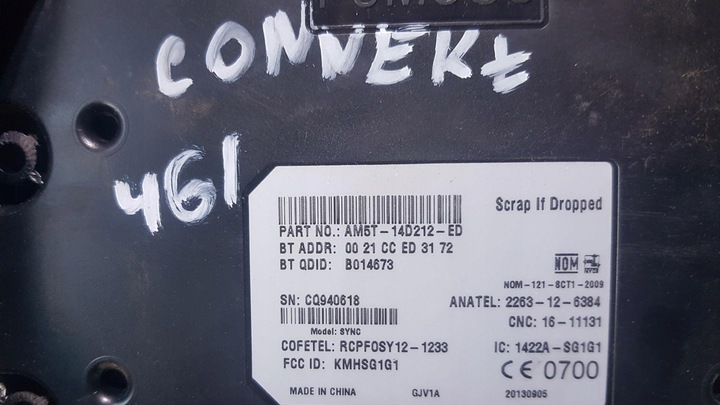 CONNEKt
461
Scrap If Dropped
PART NO.: AM5T-14D212-ED
BT ADDR: 00 21 CC ED 31 72
BT QDID: B014673
NOM
NOM-121-SCT1-2009
SN: CQ940618
ANATEL: 2263-12-6384
CNC: 16-11131
Model: SYNC
COFETEL: RCPFOSY12-1233
IC: 1422A-SG1G1
FCC ID: KMHSG1G1
CE 0700
MADE IN CHINA
GJV1A
20130905